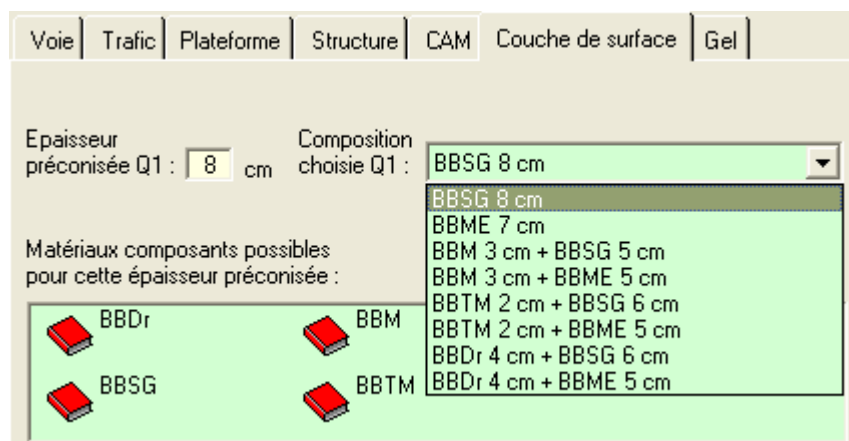 Voie Trafic Plateforme Structure CAM Couche de surface Gel
Epaisseur
préconisée Q1 : 8 cm
Composition
choisie Q1 : BBSG 8 cm
BBSG 8 cm
BBME 7 cm
BBM 3 cm + BBSG 5 cm
BBM 3 cm + BBME 5 cm
BBTM 2 cm + BBSG 6 cm
BBTM 2 cm + BBME 5 cm
BBDr 4 cm + BBSG 6 cm
BBDr 4 cm + BBME 5 cm
Matériaux composants possibles
pour cette épaisseur préconisée :
BBDr BBM
BBSG BBTM